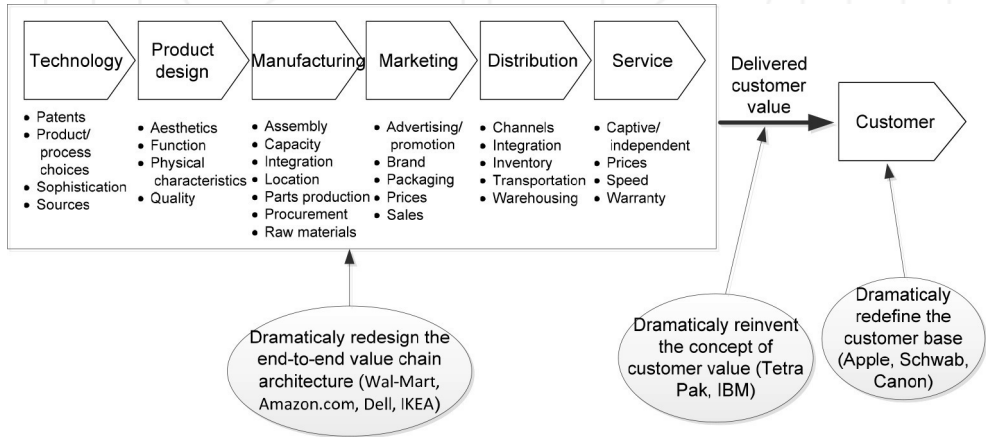 Technology
Product
design
Manufacturing
Marketing
Distribution
Service
Delivered
customer
value
Customer
• Patents
• Product/
process
choices
• Sophistication
• Sources
• Aesthetics
• Function
• Physical
characteristics
• Quality
• Assembly
• Capacity
• Integration
• Location
• Parts production
• Procurement
• Raw materials
• Advertising/
promotion
• Brand
• Packaging
• Prices
• Sales
• Channels
• Integration
• Inventory
• Transportation
• Warehousing
• Captive/
independent
• Prices
• Speed
• Warranty
Dramaticaly redesign the
end-to-end value chain
architecture (Wal-Mart,
Amazon.com, Dell, IKEA)
Dramaticaly reinvent
the concept of
customer value (Tetra
Pak, IBM)
Dramaticaly
redefine the
customer base
(Apple, Schwab,
Canon)